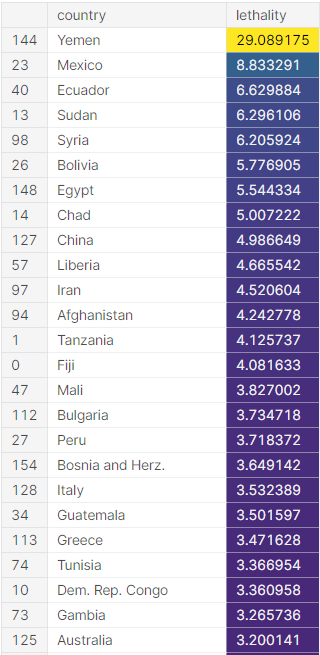 country lethality
144 Yemen 29.089175
23 Mexico 8.833291
40 Ecuador 6.629884
13 Sudan 6.296106
98 Syria 6.205924
26 Bolivia 5.776905
148 Egypt 5.544334
14 Chad 5.007222
127 China 4.986649
57 Liberia 4.665542
97 Iran 4.520604
94 Afghanistan 4.242778
1 Tanzania 4.125737
0 Fiji 4.081633
47 Mali 3.827002
112 Bulgaria 3.734718
27 Peru 3.718372
154 Bosnia and Herz. 3.649142
128 Italy 3.532389
34 Guatemala 3.501597
113 Greece 3.471628
74 Tunisia 3.366954
10 Dem. Rep. Congo 3.360958
73 Gambia 3.265736
125 Australia 3.200141